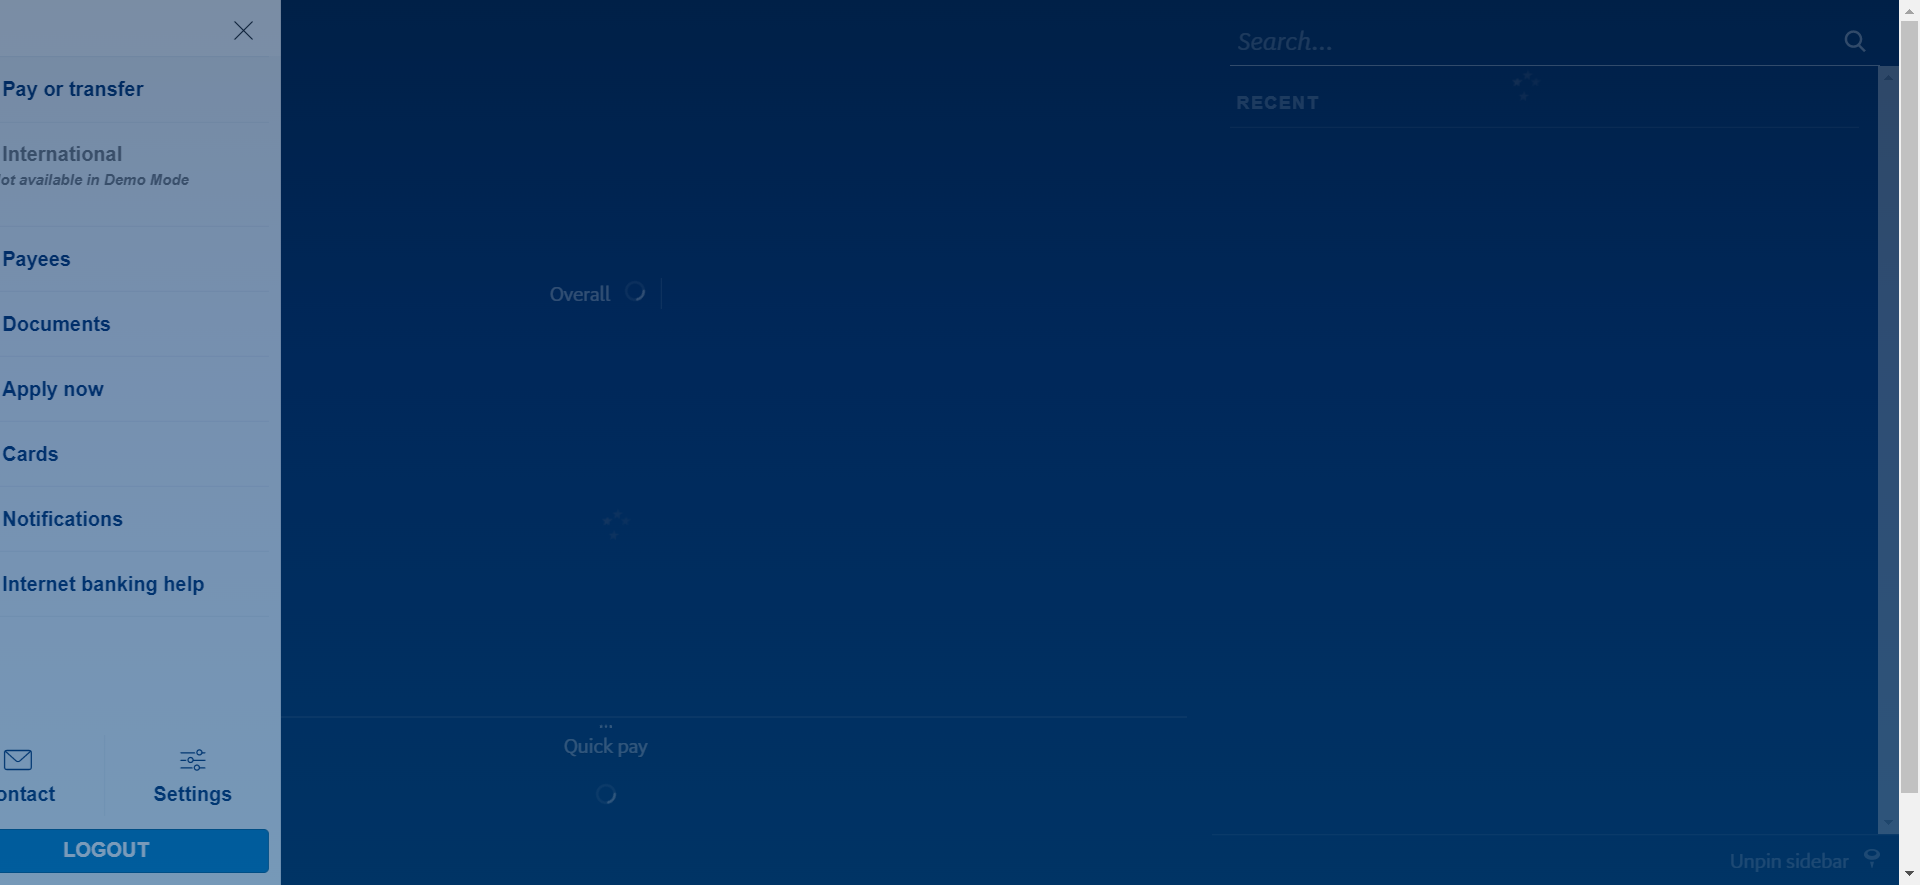 Search...
RECENT
Pay or transfer
International
ot available in Demo Mode
Payees
Documents
Apply now
Cards
Notifications
Internet banking help
ontact
Settings
LOGOUT
Overall
...
Quick pay
Unpin sidebar